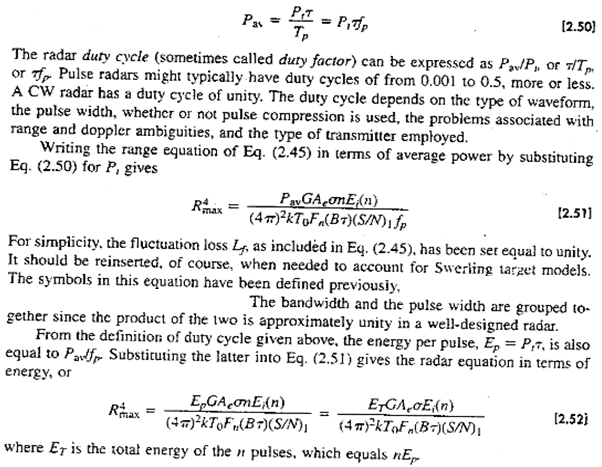 P_av = P_t τ / T_p = P_t τ f_p [2.50]
The radar duty cycle (sometimes called duty factor) can be expressed as P_av/P_t, or τ/T_p,
or τf_p. Pulse radars might typically have duty cycles of from 0.001 to 0.5, more or less.
A CW radar has a duty cycle of unity. The duty cycle depends on the type of waveform,
the pulse width, whether or not pulse compression is used, the problems associated with
range and doppler ambiguities, and the type of transmitter employed.
Writing the range equation of Eq. (2.45) in terms of average power by substituting
Eq. (2.50) for P_t gives
R⁴_max = P_av G A_e σ n E_i(n) / (4π)² k T₀ F_n (Bτ)(S/N)₁ f_p [2.51]
For simplicity, the fluctuation loss L_f, as included in Eq. (2.45), has been set equal to unity.
It should be reinserted, of course, when needed to account for Swerling target models.
The symbols in this equation have been defined previously,
The bandwidth and the pulse width are grouped to-
gether since the product of the two is approximately unity in a well-designed radar.
From the definition of duty cycle given above, the energy per pulse, E_p = P_t τ, is also
equal to P_av/f_p. Substituting the latter into Eq. (2.51) gives the radar equation in terms of
energy, or
R⁴_max = E_p G A_e σ n E_i(n) / (4π)² k T₀ F_n (Bτ)(S/N)₁ = E_T G A_e σ E_i(n) / (4π)² k T₀ F_n (Bτ)(S/N)₁ [2.52]
where E_T is the total energy of the n pulses, which equals nE_p.